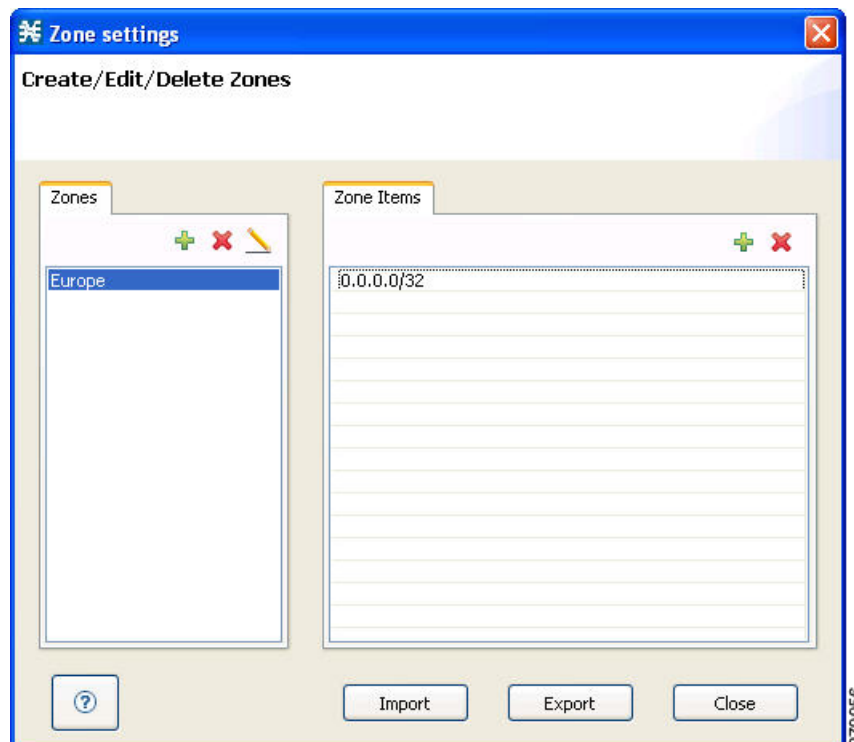 Zone settings
Create/Edit/Delete Zones
Zones
Zone Items
Europe
0.0.0.0/32
?
Import
Export
Close